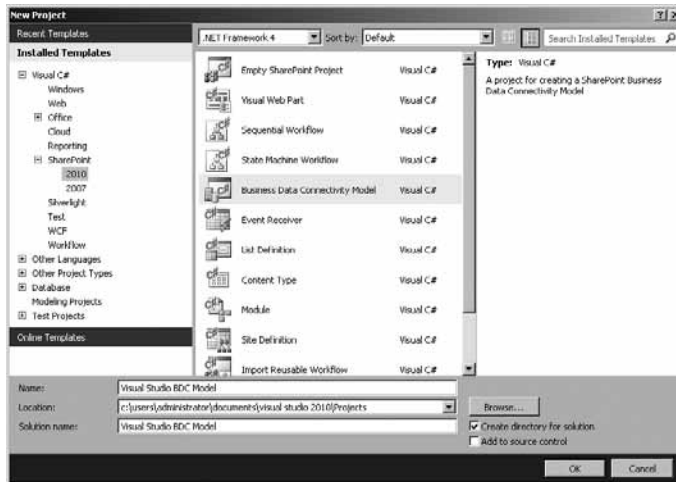 New Project
Recent Templates
.NET Framework 4 Sort by: Default Search Installed Templates
Installed Templates
Visual C#
Windows
Web
Office
Cloud
Reporting
SharePoint
2010
2007
Silverlight
Test
WCF
Workflow
Other Languages
Other Project Types
Database
Modeling Projects
Test Projects
Online Templates
Empty SharePoint Project Visual C#
Visual Web Part Visual C#
Sequential Workflow Visual C#
State Machine Workflow Visual C#
Business Data Connectivity Model Visual C#
Event Receiver Visual C#
List Definition Visual C#
Content Type Visual C#
Module Visual C#
Site Definition Visual C#
Import Reusable Workflow Visual C#
Type: Visual C#
A project for creating a SharePoint Business
Data Connectivity Model
Name: Visual Studio BDC Model
Location: c:\users\administrator\documents\visual studio 2010\Projects Browse...
Solution name: Visual Studio BDC Model Create directory for solution
Add to source control
OK Cancel